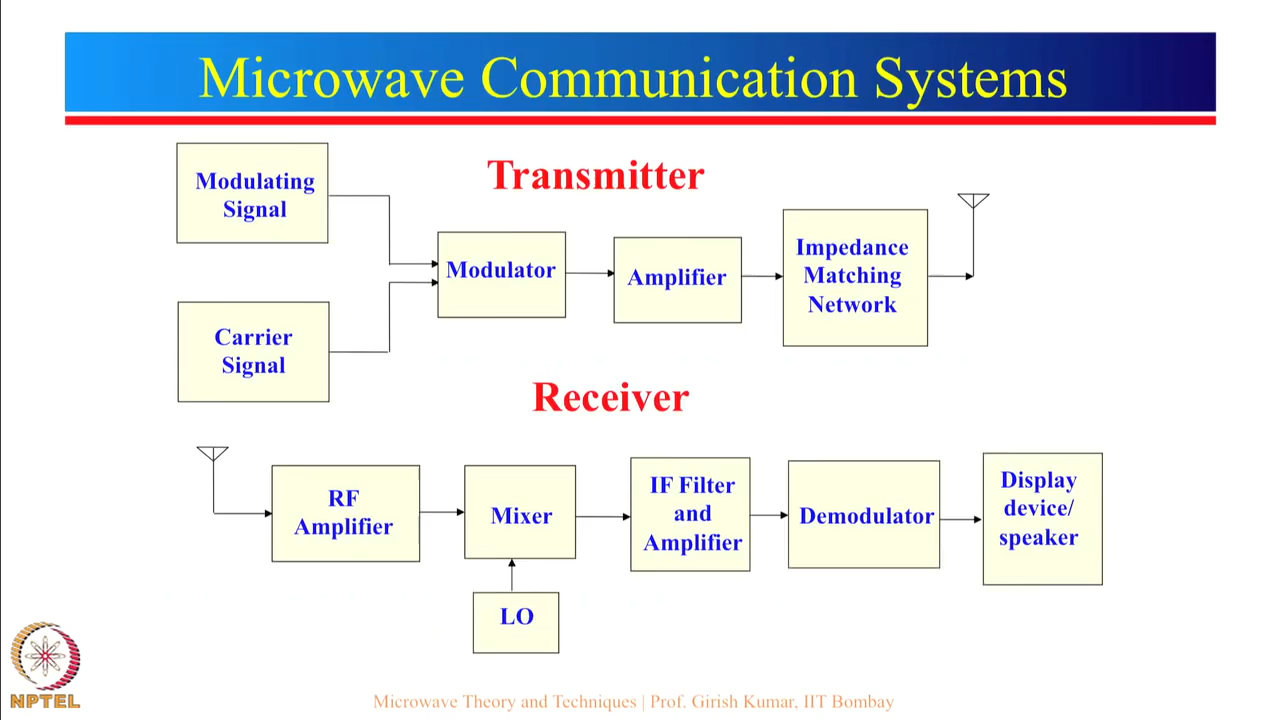 Microwave Communication Systems
Transmitter
Modulating
Signal
Carrier
Signal
Modulator
Amplifier
Impedance
Matching
Network
Receiver
RF
Amplifier
Mixer
LO
IF Filter
and
Amplifier
Demodulator
Display
device/
speaker
NPTEL
Microwave Theory and Techniques | Prof. Girish Kumar, IIT Bombay